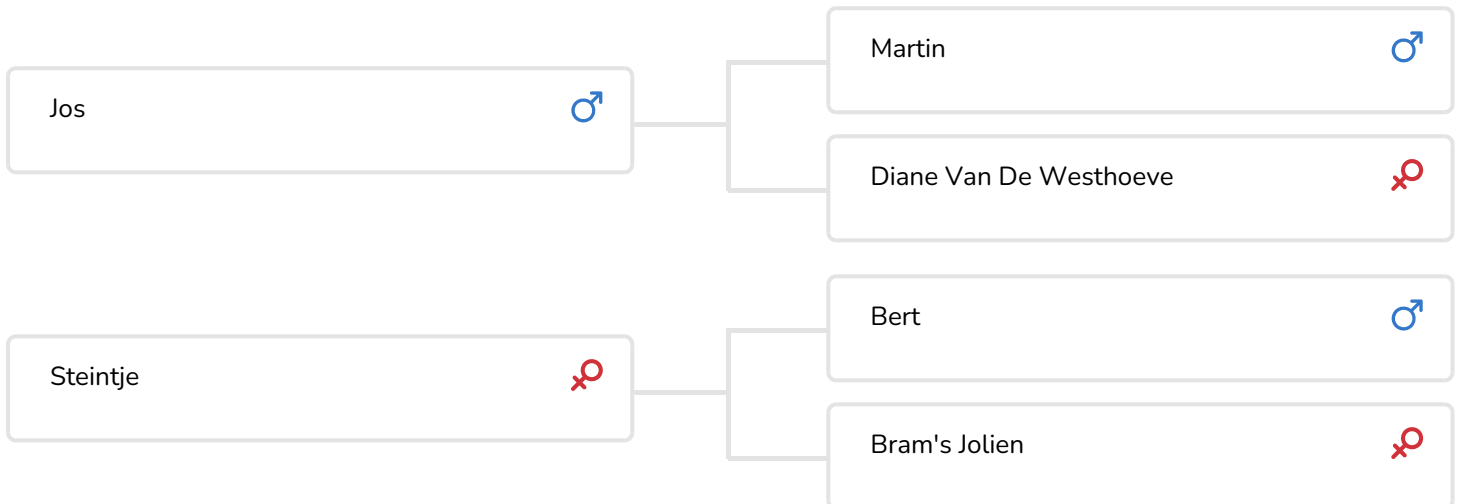 Martin
Jos
Diane Van De Westhoeve
Bert
Steintje
Bram's Jolien